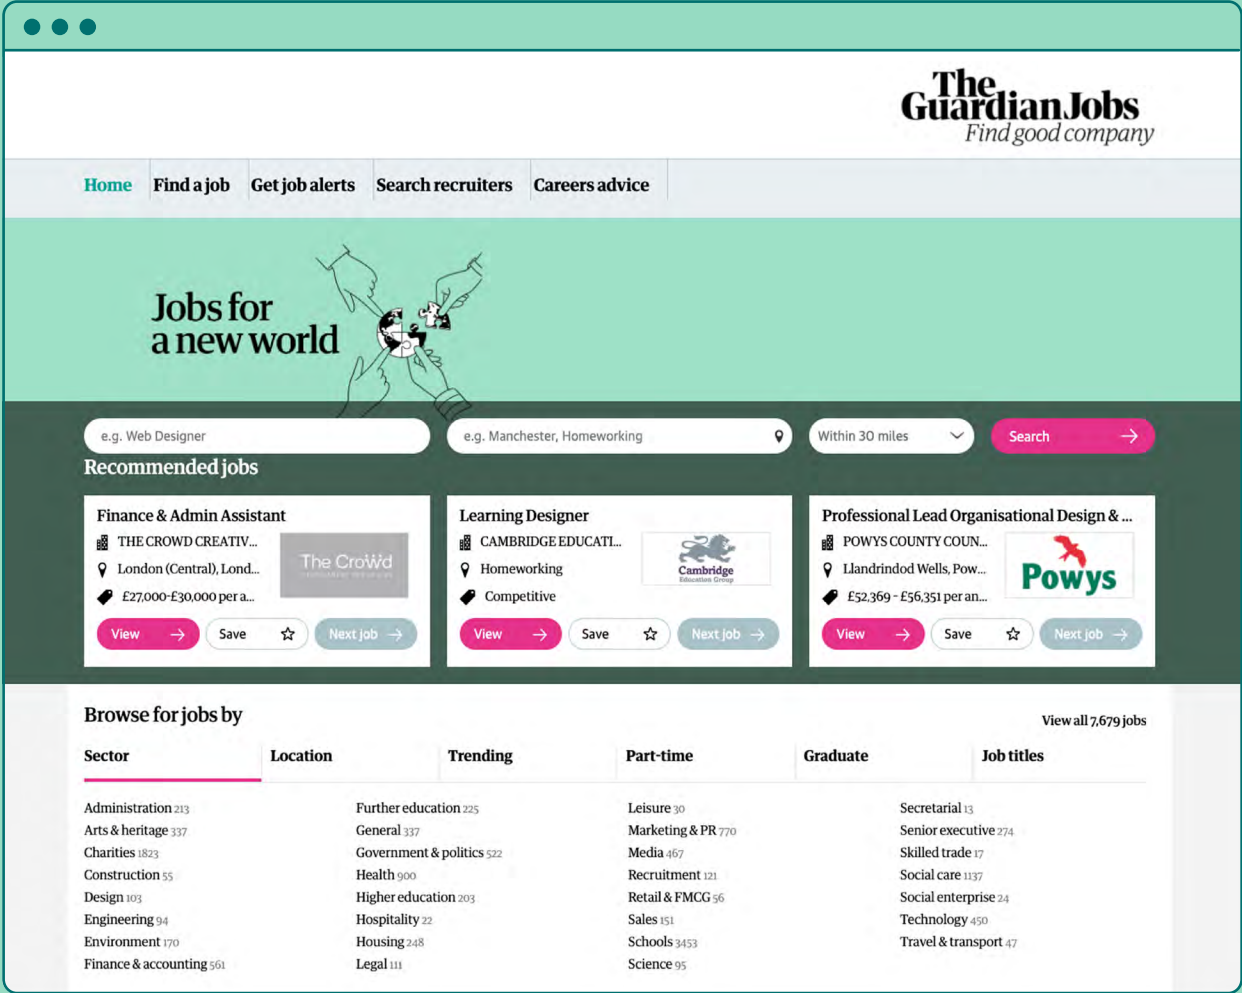 The
Guardian Jobs
Find good company
Home
Find a job
Get job alerts
Search recruiters
Careers advice
Jobs for
a new world
e.g. Web Designer
e.g. Manchester, Homeworking
Within 30 miles
Search
Recommended jobs
Finance & Admin Assistant
THE CROWD CREATIV...
London (Central), Lond...
£27,000-£30,000 per a...
The Crowd
View
Save
Next job
Learning Designer
CAMBRIDGE EDUCATI...
Homeworking
Competitive
Cambridge
Education Group
View
Save
Next job
Professional Lead Organisational Design & ...
POWYS COUNTY COUN...
Llandrindod Wells, Pow...
£52,369 - £56,351 per an...
Powys
View
Save
Next job
Browse for jobs by
View all 7,679 jobs
Sector
Location
Trending
Part-time
Graduate
Job titles
Administration 213
Arts & heritage 337
Charities 1823
Construction 55
Design 103
Engineering 94
Environment 170
Finance & accounting 561
Further education 225
General 337
Government & politics 522
Health 900
Higher education 203
Hospitality 22
Housing 248
Legal 111
Leisure 30
Marketing & PR 770
Media 467
Recruitment 121
Retail & FMCG 56
Sales 151
Schools 3453
Science 95
Secretarial 13
Senior executive 274
Skilled trade 17
Social care 1137
Social enterprise 24
Technology 450
Travel & transport 47